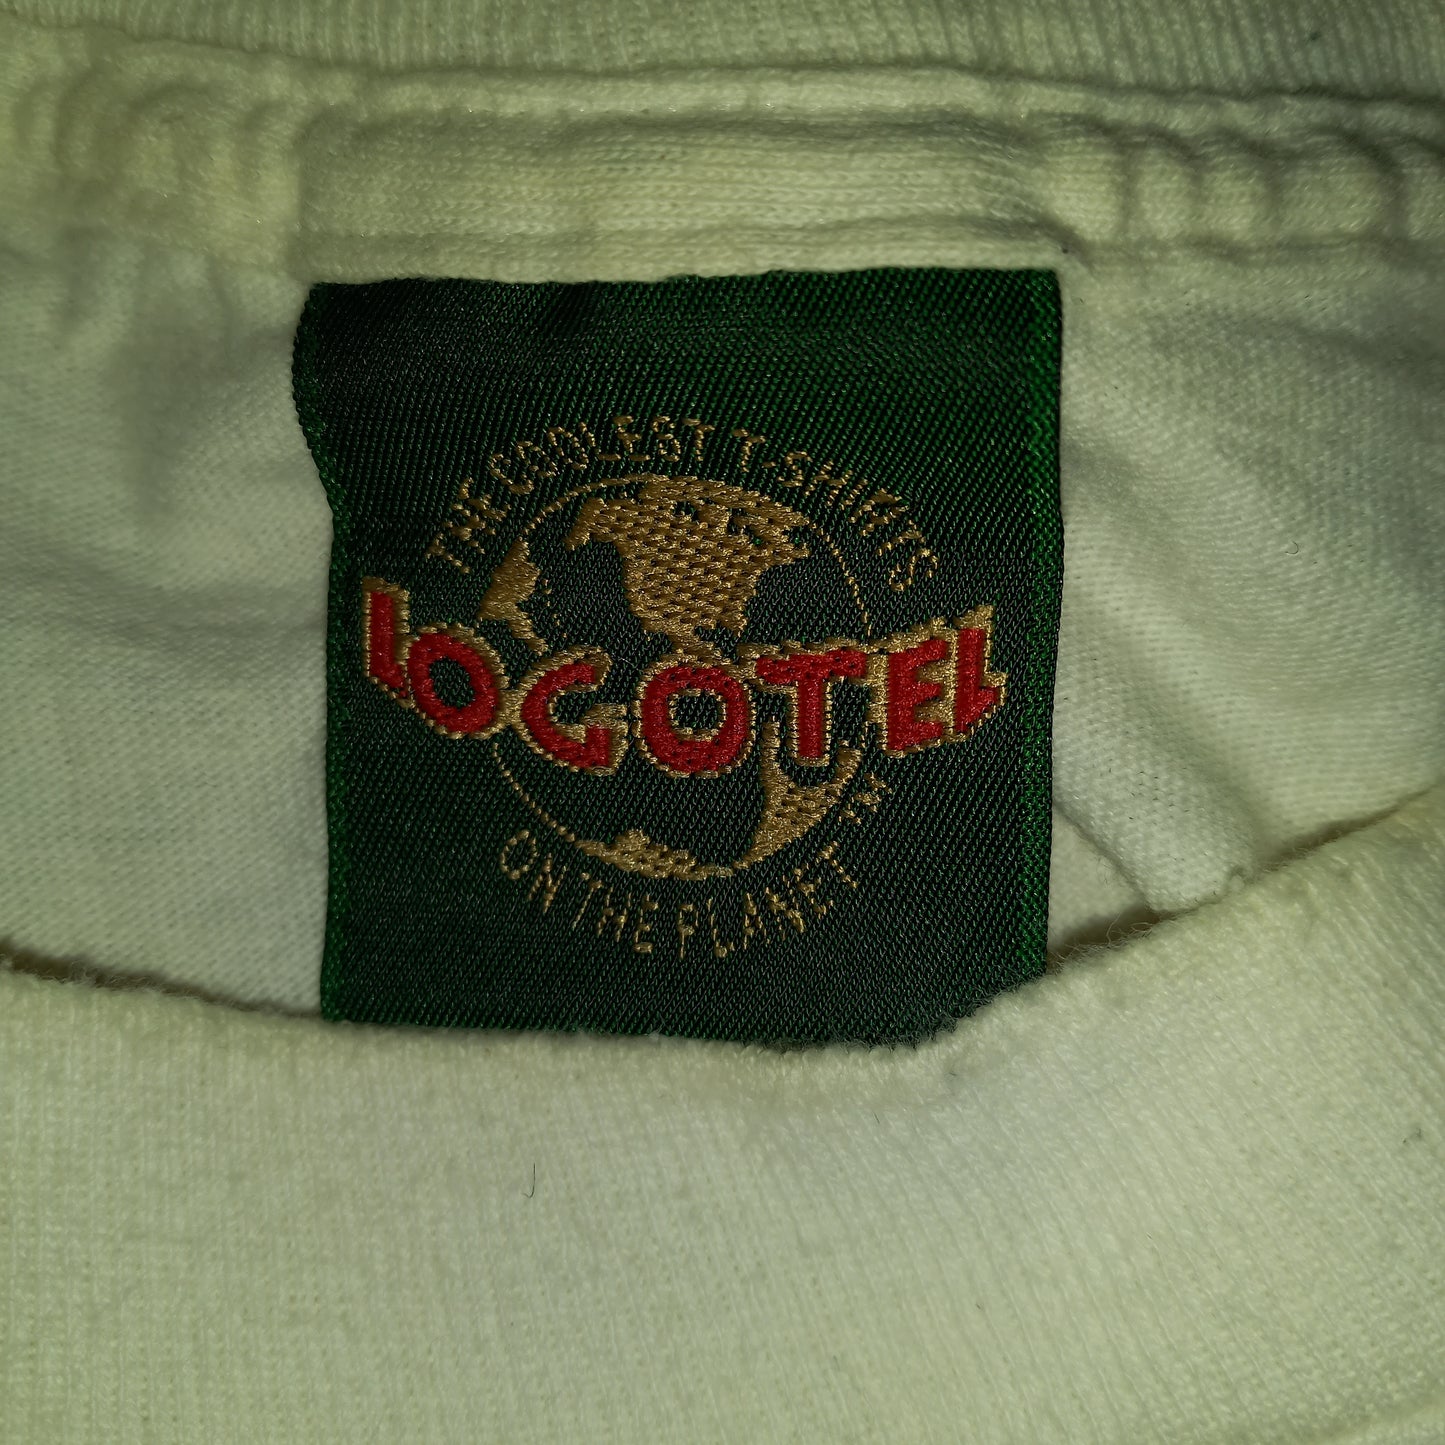 THE COOLEST T-SHIRTS
LOGOTEL
ON THE PLANET TM